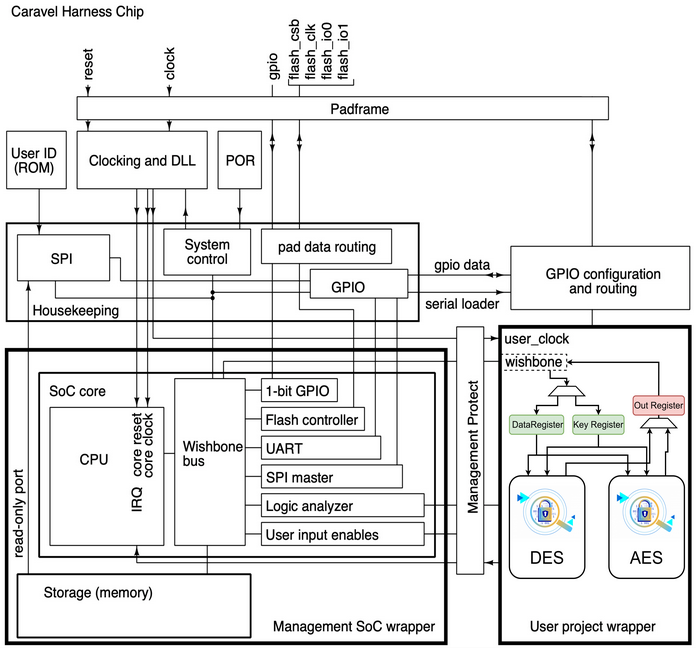 Caravel Harness Chip
reset
clock
gpio
flash_csb
flash_clk
flash_io0
flash_io1
Padframe
User ID
(ROM)
Clocking and DLL
POR
SPI
System
control
pad data routing
GPIO
Housekeeping
gpio data
serial loader
GPIO configuration
and routing
SoC core
CPU
IRQ
core reset
core clock
Wishbone
bus
1-bit GPIO
Flash controller
UART
SPI master
Logic analyzer
User input enables
read-only port
Storage (memory)
Management SoC wrapper
Management Protect
user_clock
wishbone
Out Register
DataRegister
Key Register
DES
AES
User project wrapper